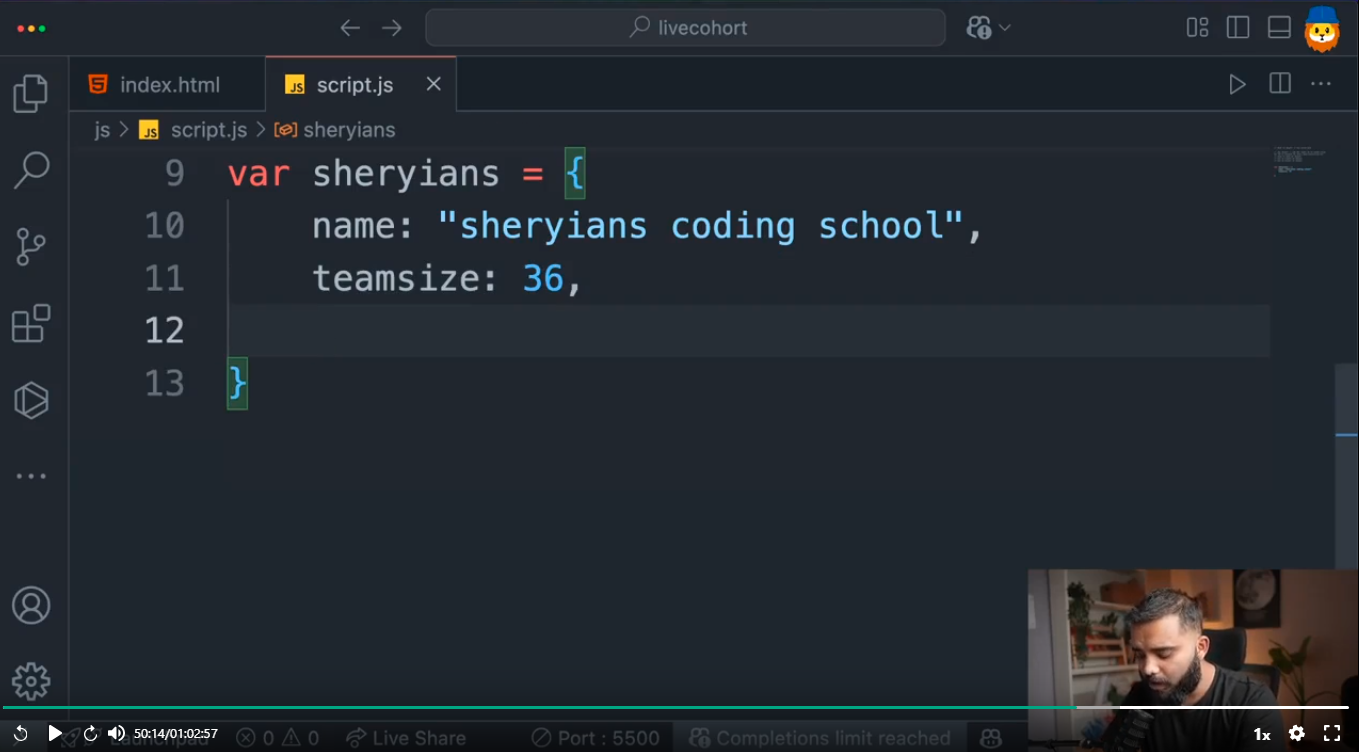 livecohort
index.html
JS script.js
js > JS script.js > sheryians
9 var sheryians = {
10 name: "sheryians coding school",
11 teamsize: 36,
12
13 }
50:14/01:02:57
Launchpad 0 0 Live Share Port : 5500 Completions limit reached
1x